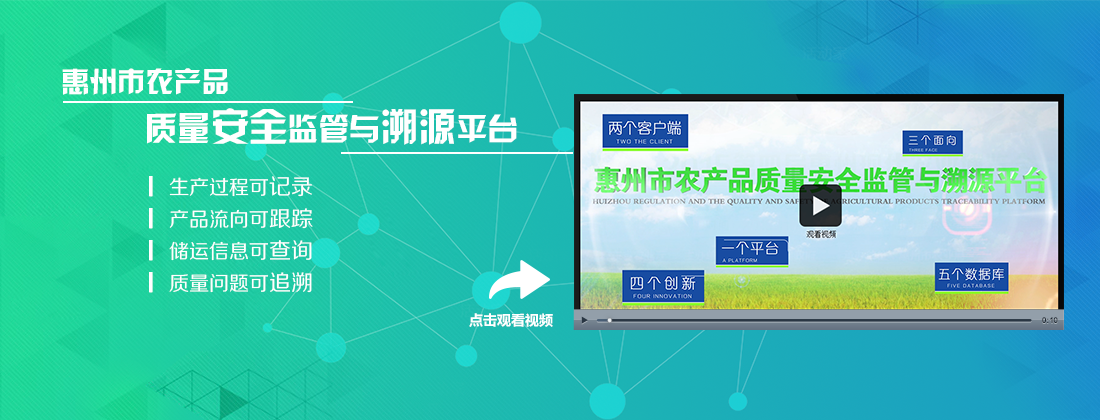 惠州市农产品
质量安全监管与溯源平台
生产过程可记录
产品流向可跟踪
储运信息可查询
质量问题可追溯
点击观看视频
两个客户端
TWO THE CLIENT
三个面向
THREE FACE
惠州市农产品质量安全监管与溯源平台
HUIZHOU REGULATION AND THE QUALITY AND SAFETY OF AGRICULTURAL PRODUCTS TRACEABILITY PLATFORM
观看视频
一个平台
A PLATFORM
四个创新
FOUR INNOVATION
五个数据库
FIVE DATABASE
0:10